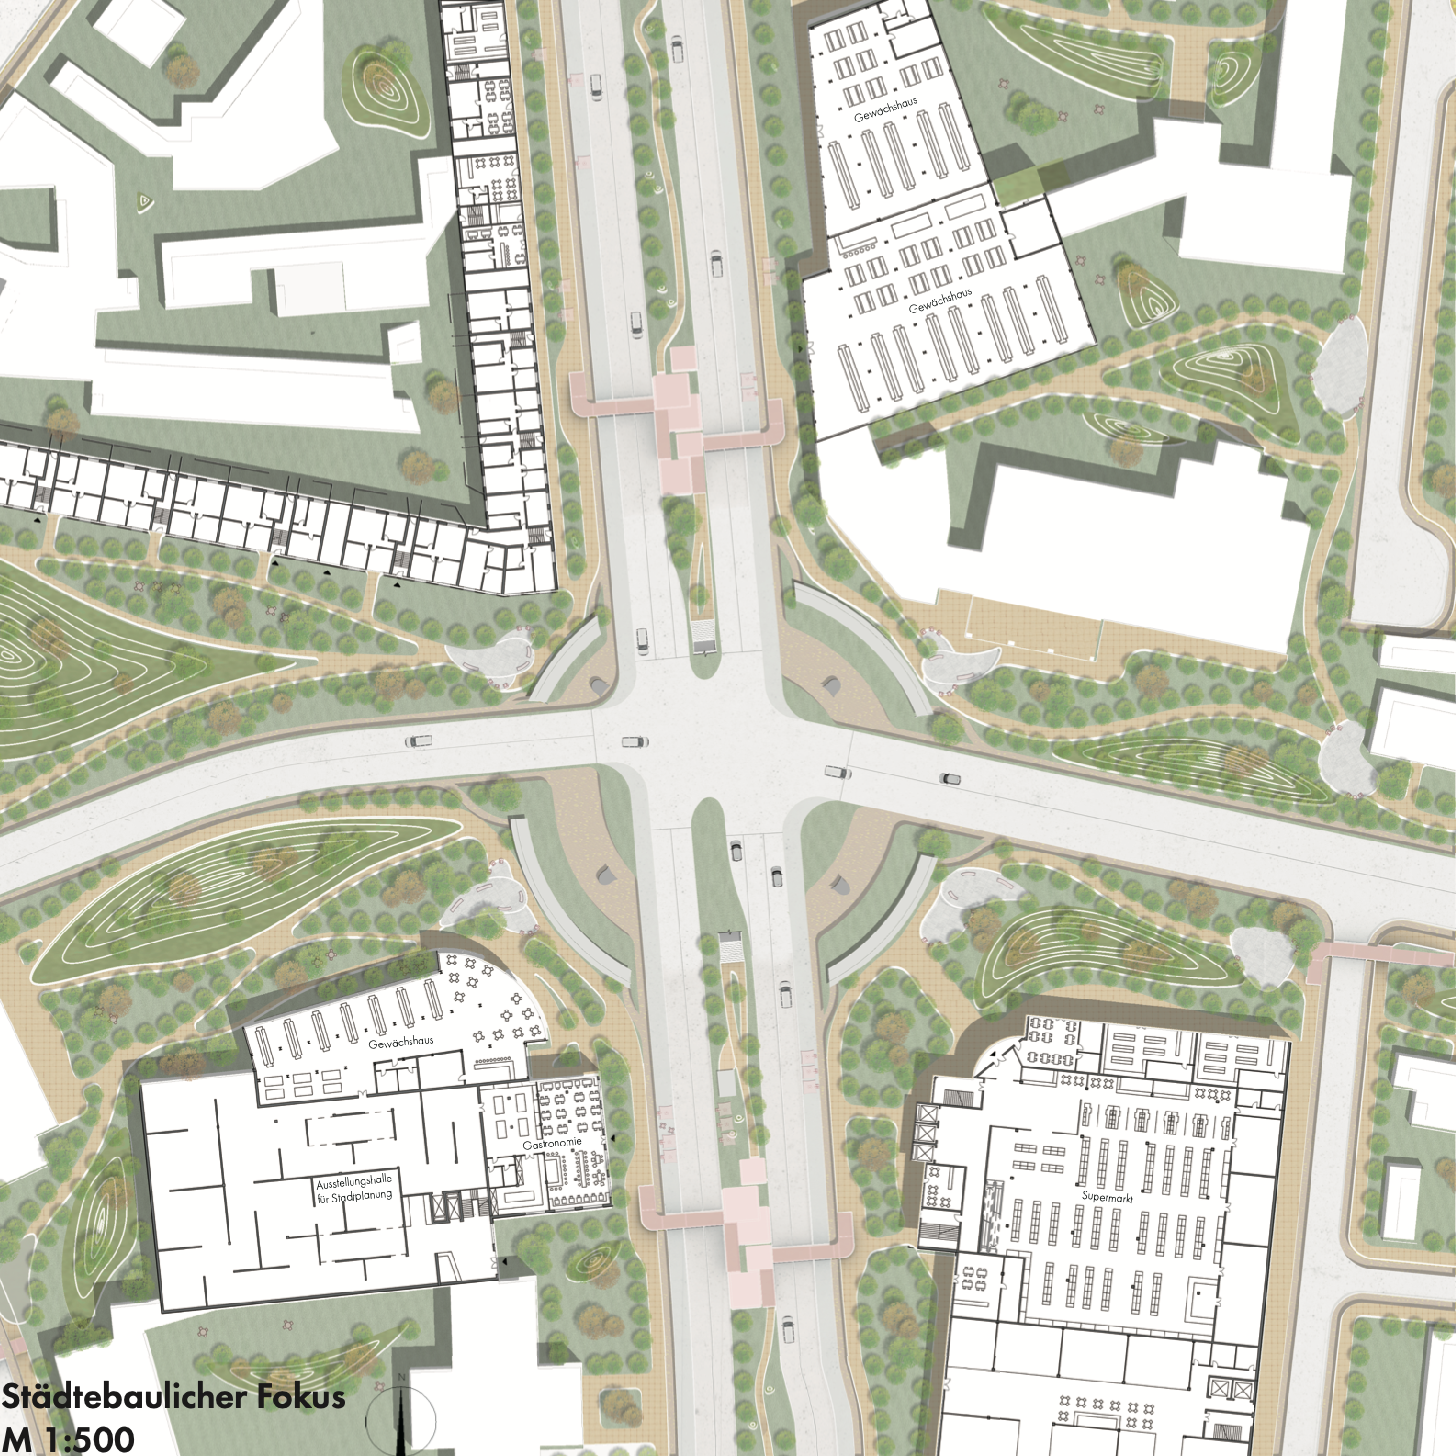 Gewächshaus
Gewächshaus
Gewächshaus
Gastronomie
Ausstellungshalle
für Stadtplanung
Supermarkt
Städtebaulicher Fokus
N
M 1:500